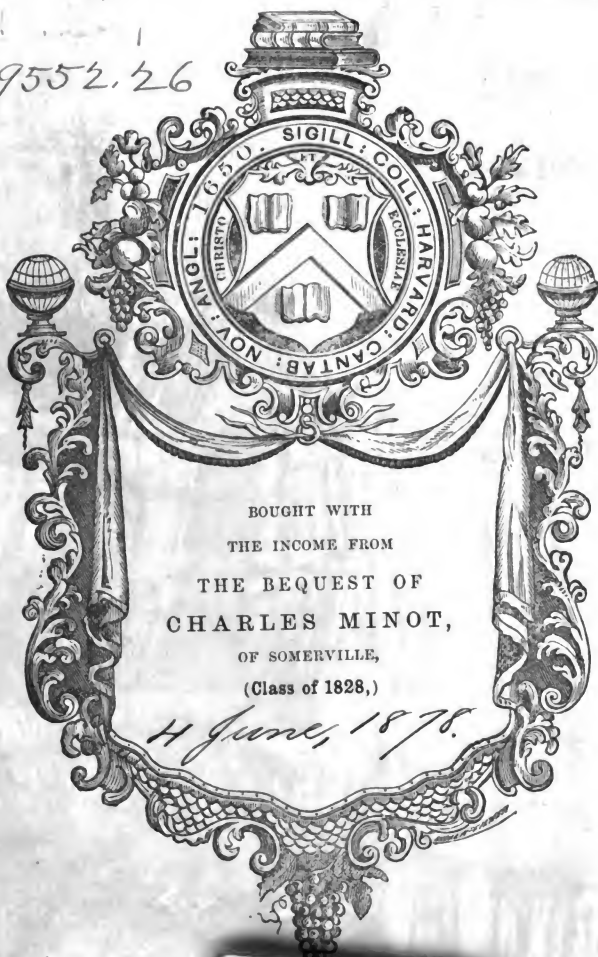 9552.26
SIGILL: COLL: HARVARD: CANTAB: NOV: ANGL: 1650.
CHRISTO
ET
ECCLESIAE
BOUGHT WITH
THE INCOME FROM
THE BEQUEST OF
CHARLES MINOT,
OF SOMERVILLE,
(Class of 1828,)
4 June, 1878.